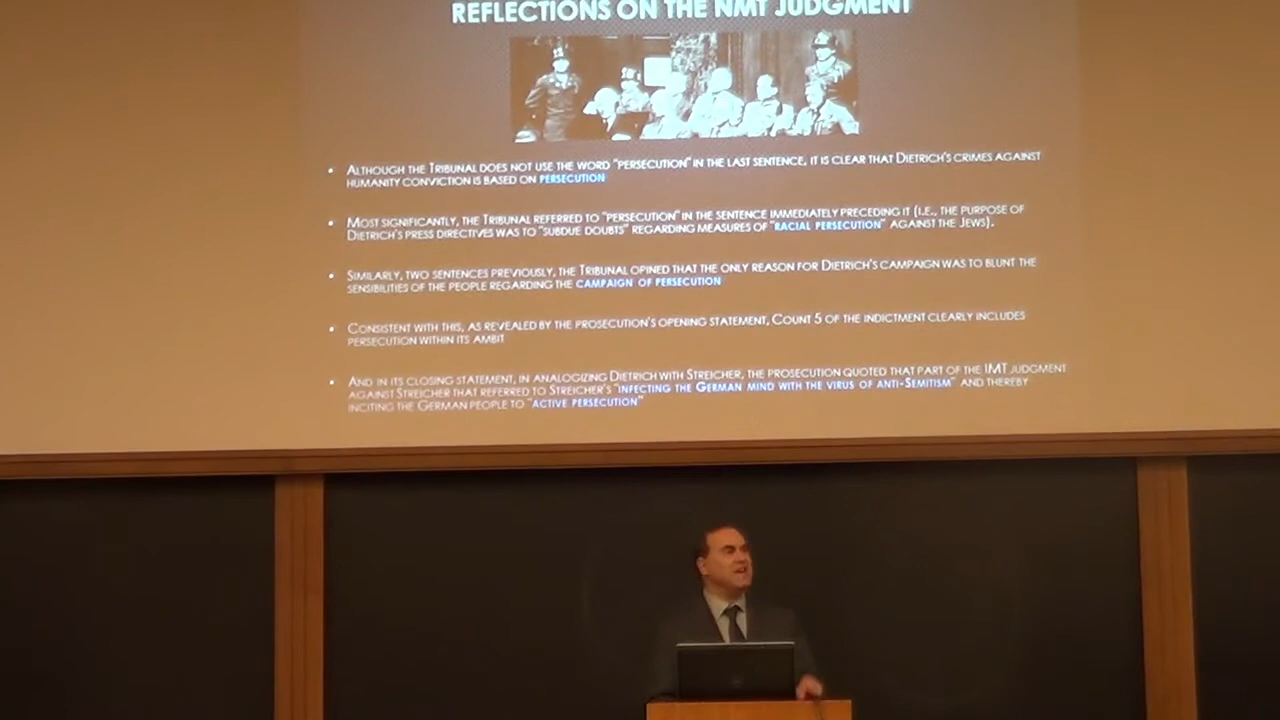 REFLECTIONS ON THE NMT JUDGMENT
• ALTHOUGH THE TRIBUNAL DOES NOT USE THE WORD "PERSECUTION" IN THE LAST SENTENCE, IT IS CLEAR THAT DIETRICH'S CRIMES AGAINST
HUMANITY CONVICTION IS BASED ON PERSECUTION
• MOST SIGNIFICANTLY, THE TRIBUNAL REFERRED TO "PERSECUTION" IN THE SENTENCE IMMEDIATELY PRECEDING IT (I.E., THE PURPOSE OF
DIETRICH'S PRESS DIRECTIVES WAS TO "SUBDUE DOUBTS" REGARDING MEASURES OF "RACIAL PERSECUTION" AGAINST THE JEWS).
• SIMILARLY, TWO SENTENCES PREVIOUSLY, THE TRIBUNAL OPINED THAT THE ONLY REASON FOR DIETRICH'S CAMPAIGN WAS TO BLUNT THE
SENSIBILITIES OF THE PEOPLE REGARDING THE CAMPAIGN OF PERSECUTION
• CONSISTENT WITH THIS, AS REVEALED BY THE PROSECUTION'S OPENING STATEMENT, COUNT 5 OF THE INDICTMENT CLEARLY INCLUDES
PERSECUTION WITHIN ITS AMBIT
• AND IN ITS CLOSING STATEMENT, IN ANALOGIZING DIETRICH WITH STREICHER, THE PROSECUTION QUOTED THAT PART OF THE IMT JUDGMENT
AGAINST STREICHER THAT REFERRED TO STREICHER'S "INFECTING THE GERMAN MIND WITH THE VIRUS OF ANTI-SEMITISM" AND THEREBY
INCITING THE GERMAN PEOPLE TO "ACTIVE PERSECUTION"